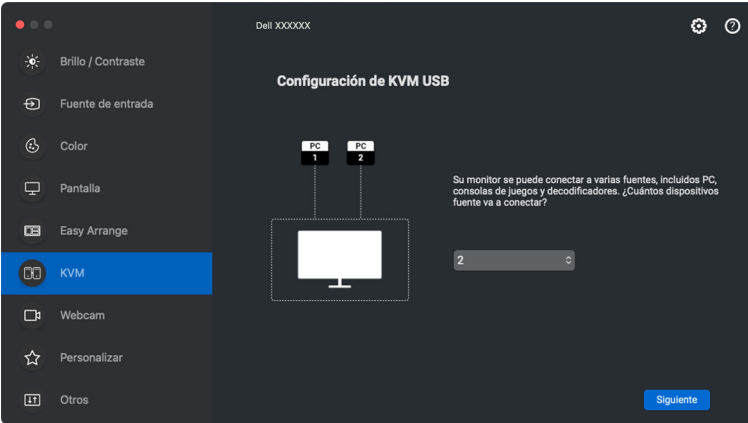 Dell XXXXXX
Brillo / Contraste
Fuente de entrada
Color
Pantalla
Easy Arrange
KVM
Webcam
Personalizar
Otros
Configuración de KVM USB
PC
1
PC
2
Su monitor se puede conectar a varias fuentes, incluidos PC,
consolas de juegos y decodificadores. ¿Cuántos dispositivos
fuente va a conectar?
2
Siguiente